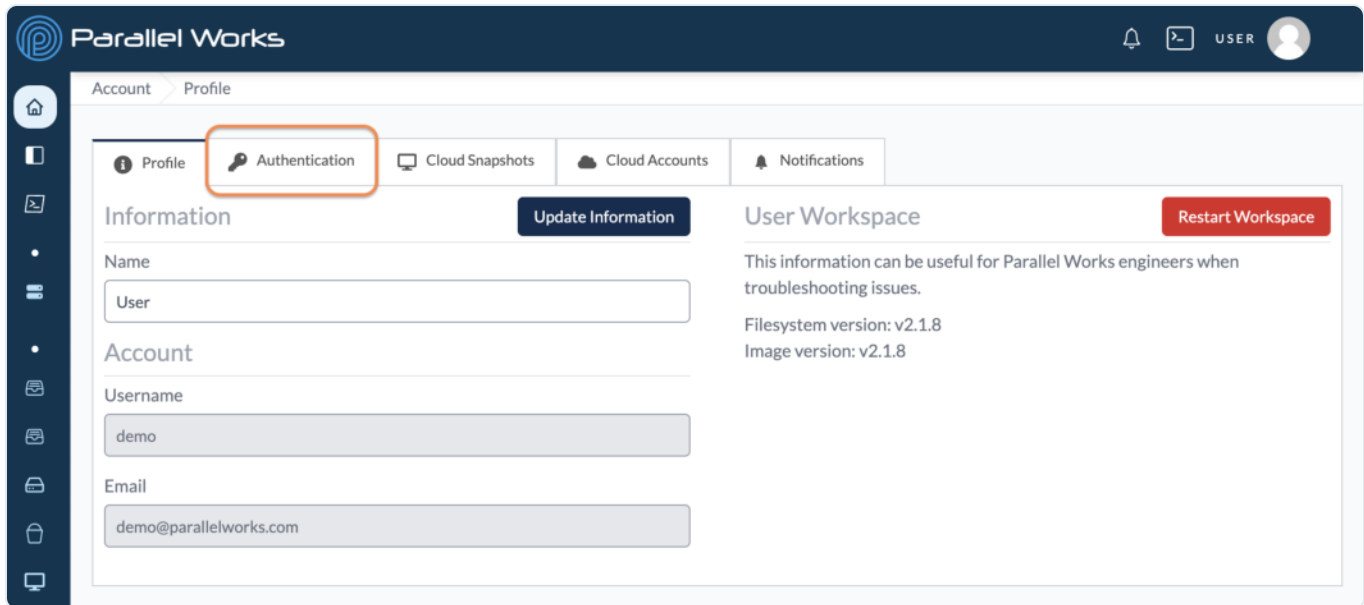 Parallel Works
USER
Account Profile
Profile
Authentication
Cloud Snapshots
Cloud Accounts
Notifications
Information
Update Information
Name
User
Account
Username
demo
Email
demo@parallelworks.com
User Workspace
Restart Workspace
This information can be useful for Parallel Works engineers when
troubleshooting issues.
Filesystem version: v2.1.8
Image version: v2.1.8